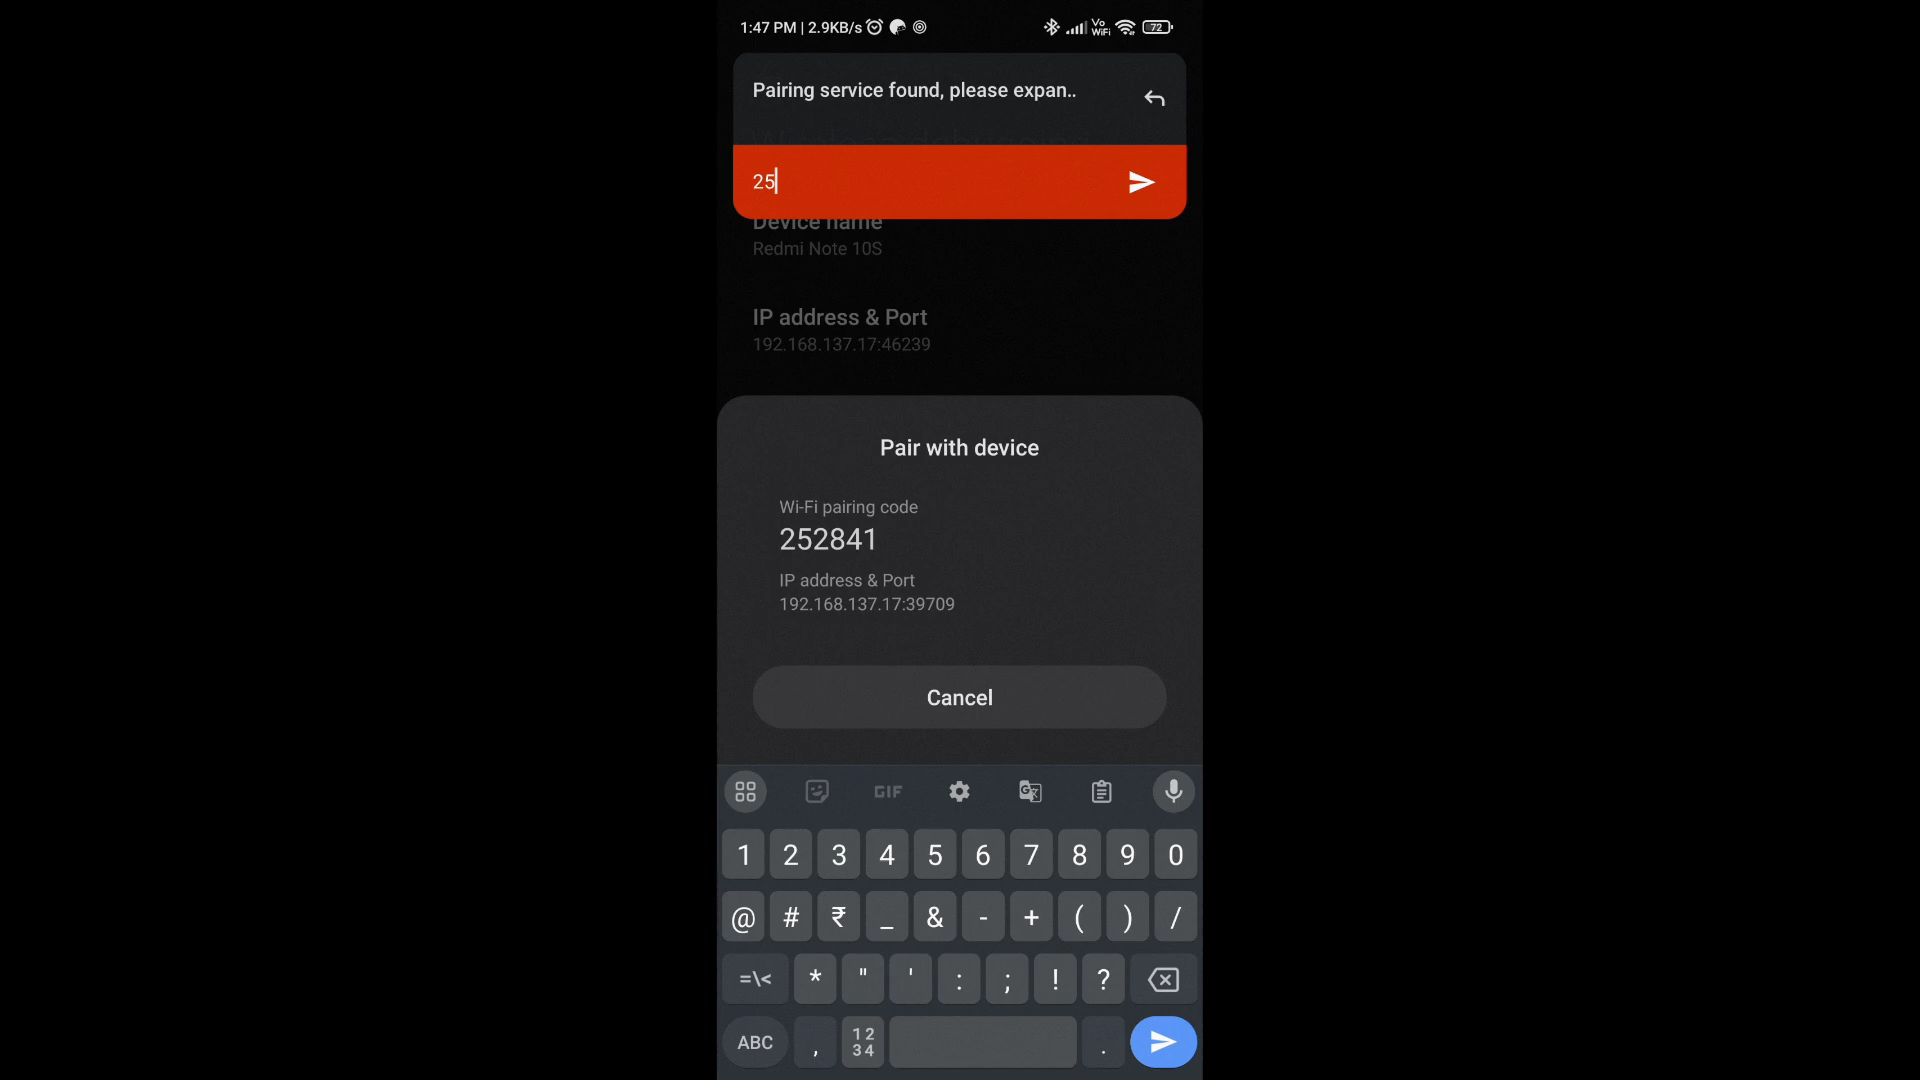 1:47 PM | 2.9KB/s Vo WiFi 72
Pairing service found, please expan..
25
Device name
Redmi Note 10S
IP address & Port
192.168.137.17:46239
Pair with device
Wi-Fi pairing code
252841
IP address & Port
192.168.137.17:39709
Cancel
GIF
1 2 3 4 5 6 7 8 9 0
@ # ₹ _ & - + ( ) /
=\< * " ' : ; ! ?
ABC , 1 2 3 4 .